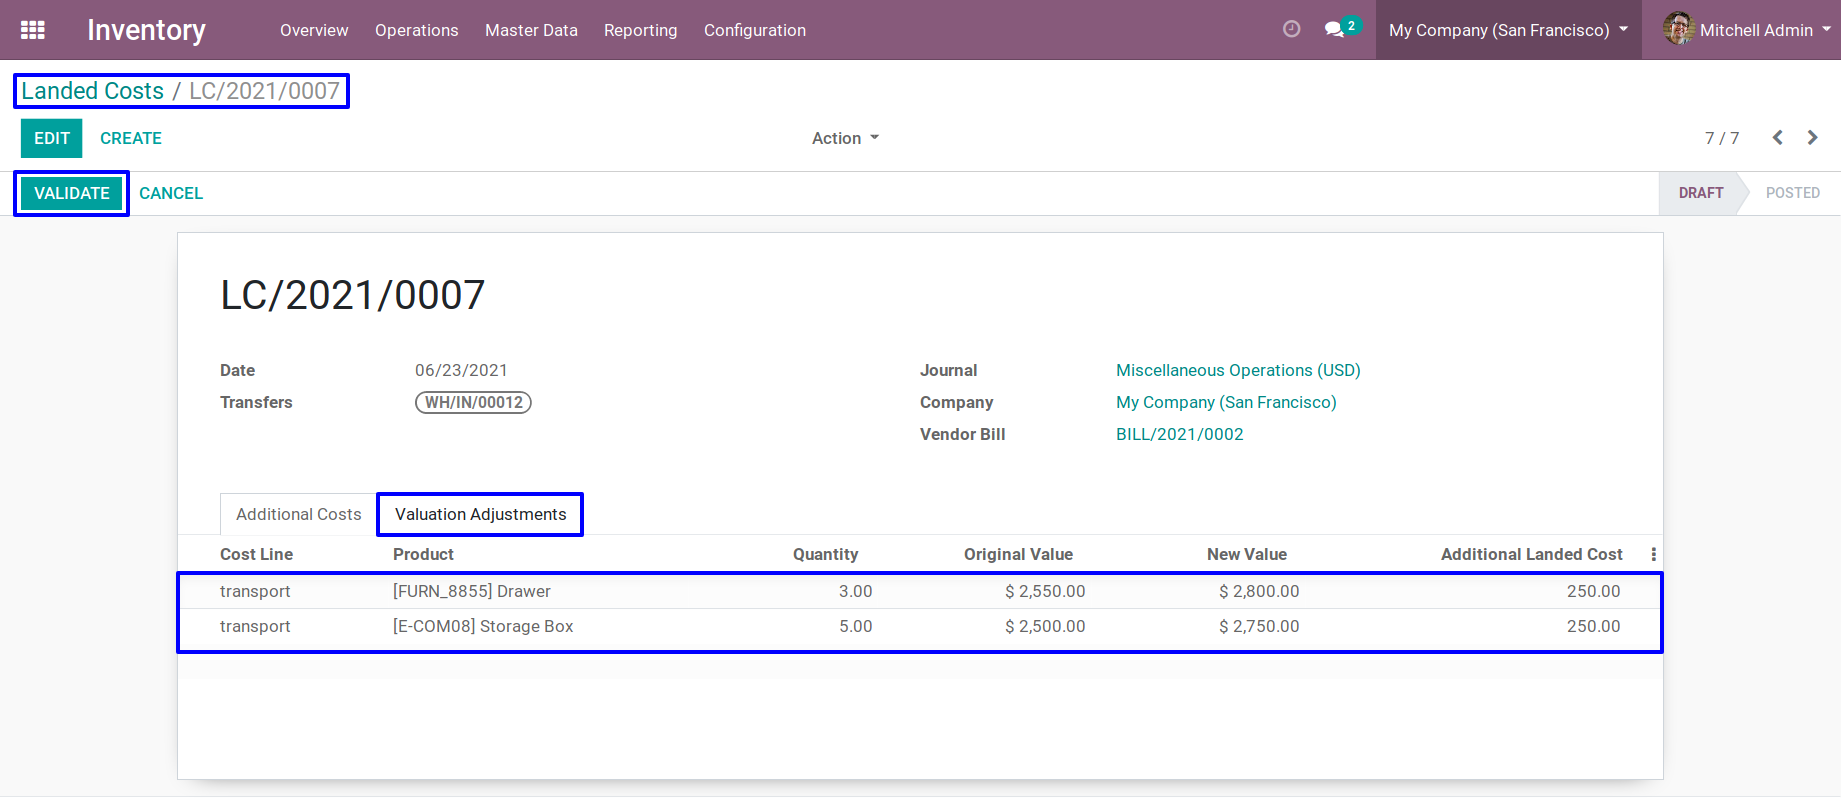 Inventory Overview Operations Master Data Reporting Configuration 2 My Company (San Francisco) Mitchell Admin
Landed Costs / LC/2021/0007
EDIT CREATE Action 7 / 7
VALIDATE CANCEL DRAFT POSTED
LC/2021/0007
Date 06/23/2021 Journal Miscellaneous Operations (USD)
Transfers WH/IN/00012 Company My Company (San Francisco)
Vendor Bill BILL/2021/0002
Additional Costs Valuation Adjustments
Cost Line Product Quantity Original Value New Value Additional Landed Cost
transport [FURN_8855] Drawer 3.00 $ 2,550.00 $ 2,800.00 250.00
transport [E-COM08] Storage Box 5.00 $ 2,500.00 $ 2,750.00 250.00